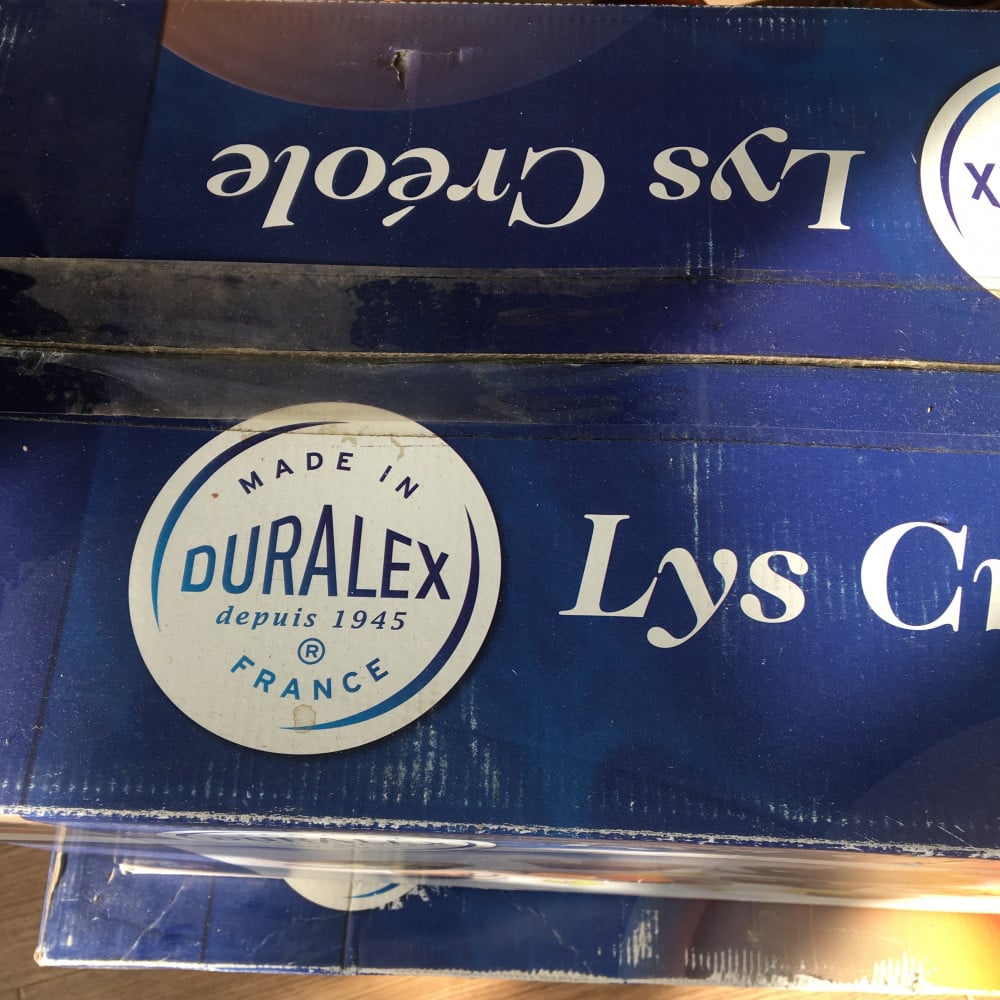 Lys Créole
X
MADE IN
DURALEX
depuis 1945
®
FRANCE
Lys Cr